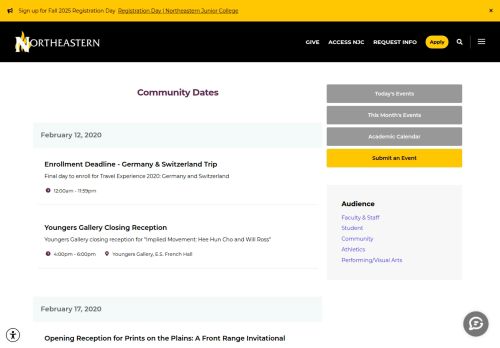 Sign up for Fall 2025 Registration Day Registration Day | Northeastern Junior College ×
NORTHEASTERN
GIVE ACCESS NJC REQUEST INFO Apply
Community Dates
February 12, 2020
Enrollment Deadline - Germany & Switzerland Trip
Final day to enroll for Travel Experience 2020: Germany and Switzerland
12:00am - 11:59pm
Youngers Gallery Closing Reception
Youngers Gallery closing reception for "Implied Movement: Hee Hun Cho and Will Ross"
4:00pm - 6:00pm Youngers Gallery, E.S. French Hall
February 17, 2020
Opening Reception for Prints on the Plains: A Front Range Invitational
Today's Events
This Month's Events
Academic Calendar
Submit an Event
Audience
Faculty & Staff
Student
Community
Athletics
Performing/Visual Arts